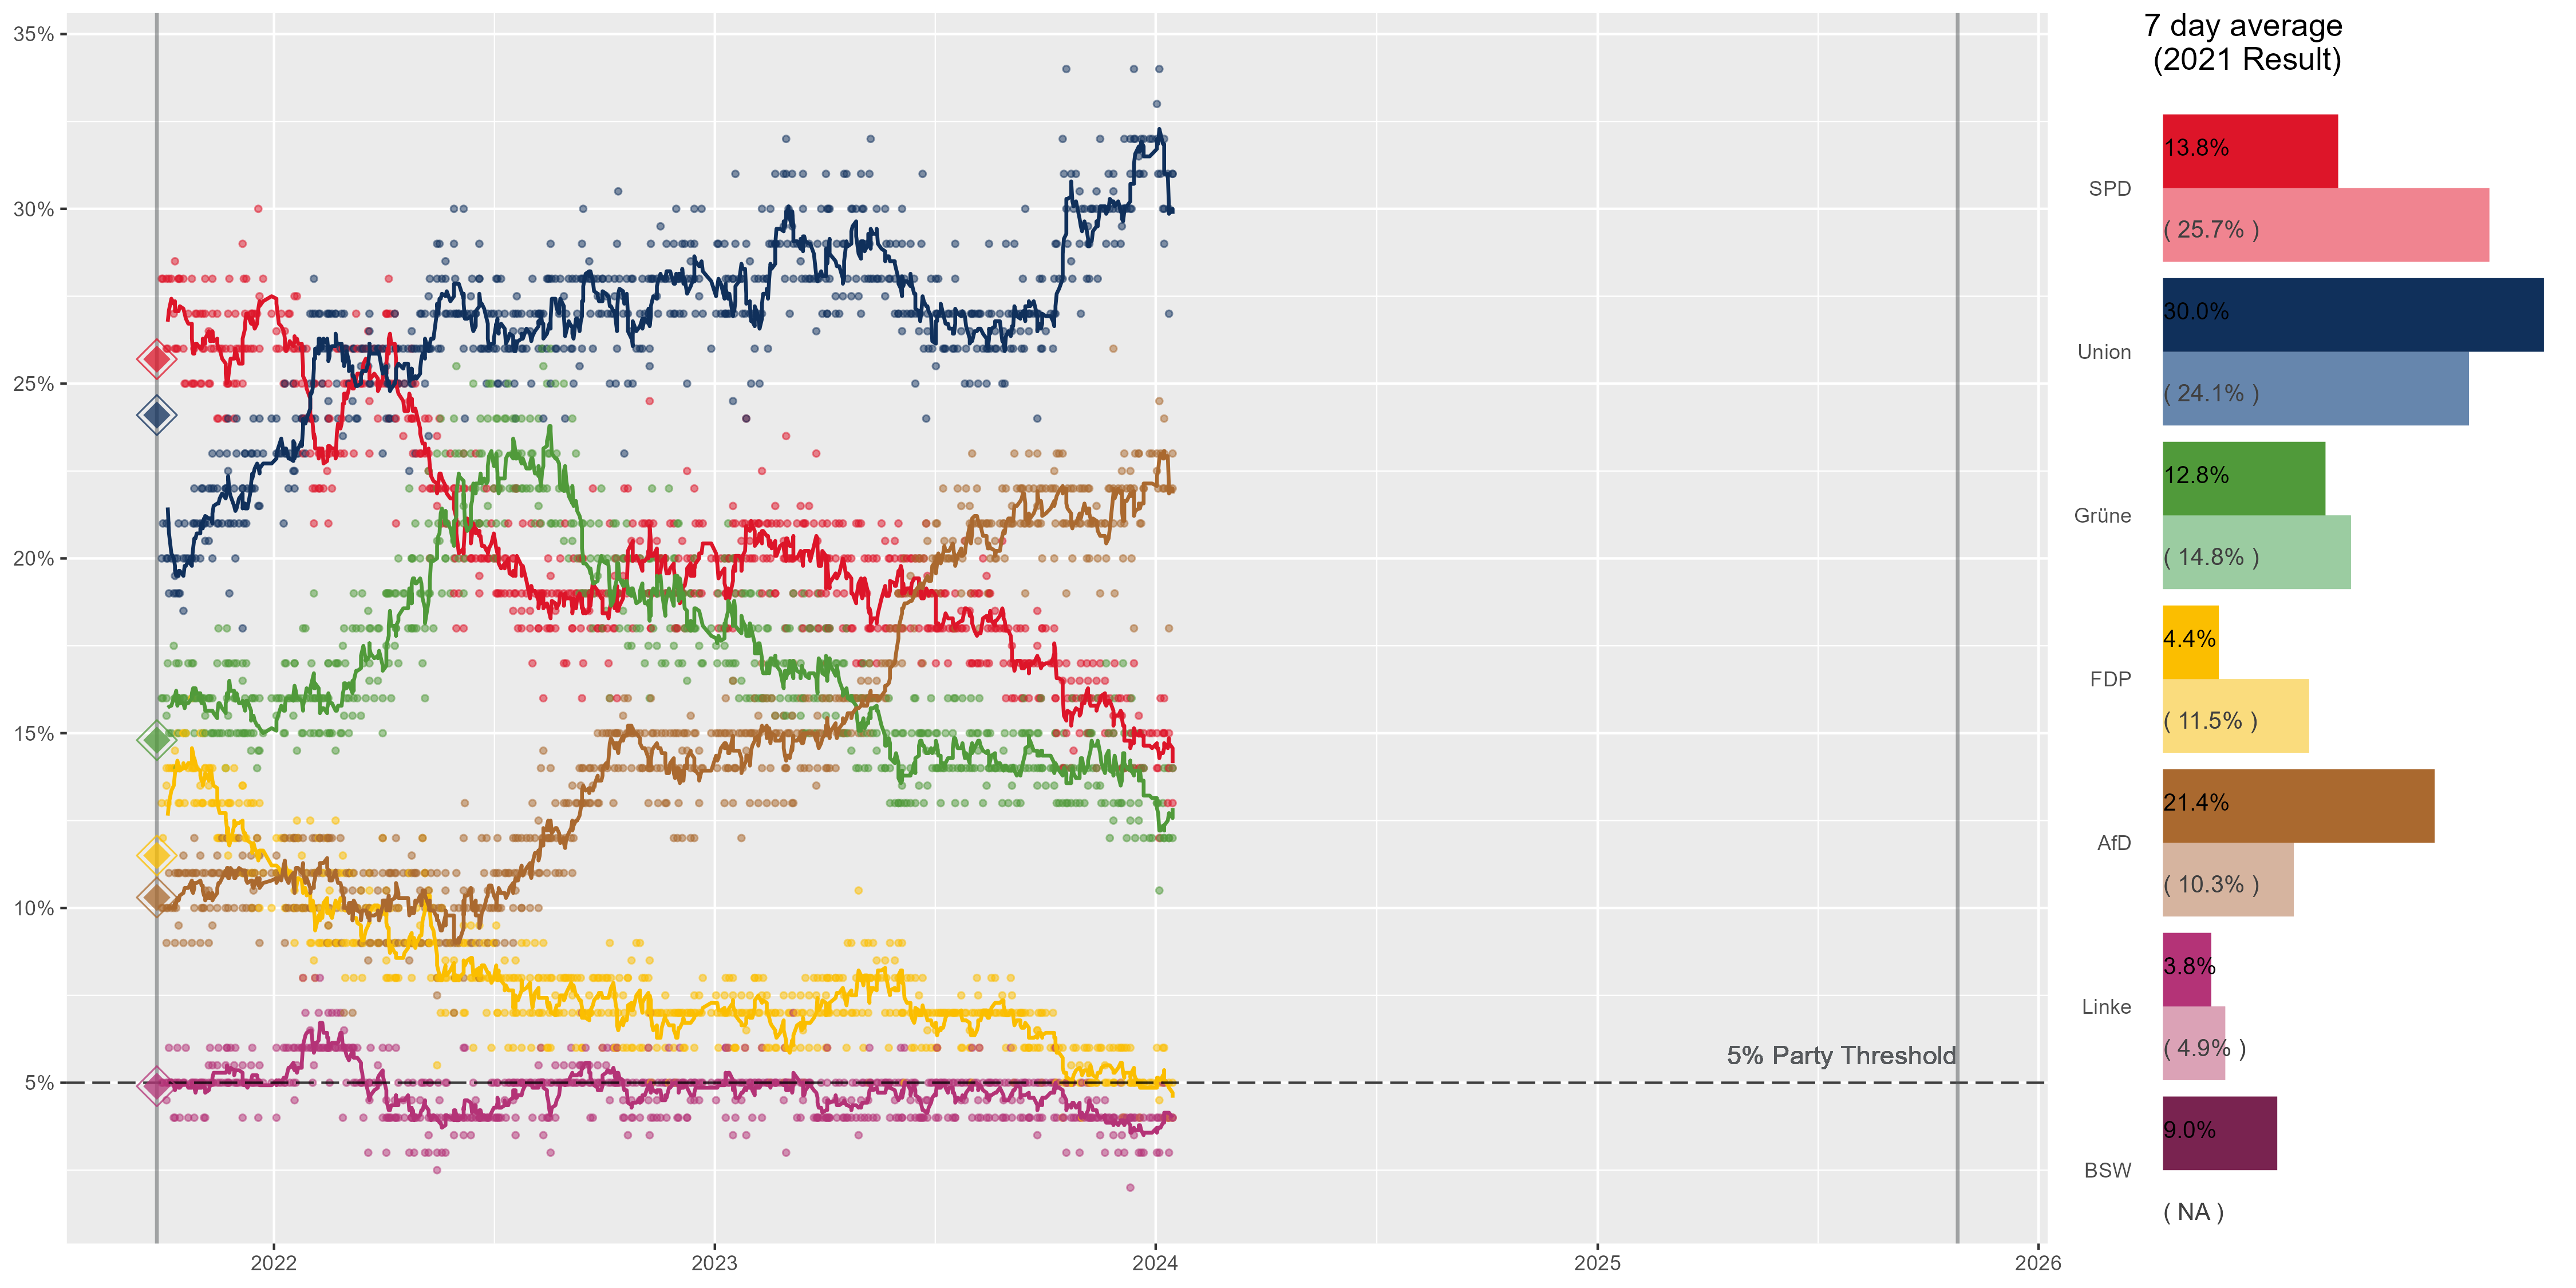 35%
30%
25%
20%
15%
10%
5%
5% Party Threshold
2022
2023
2024
2025
2026
7 day average
(2021 Result)
SPD
13.8%
( 25.7% )
Union
30.0%
( 24.1% )
Grüne
12.8%
( 14.8% )
FDP
4.4%
( 11.5% )
AfD
21.4%
( 10.3% )
Linke
3.8%
( 4.9% )
BSW
9.0%
( NA )